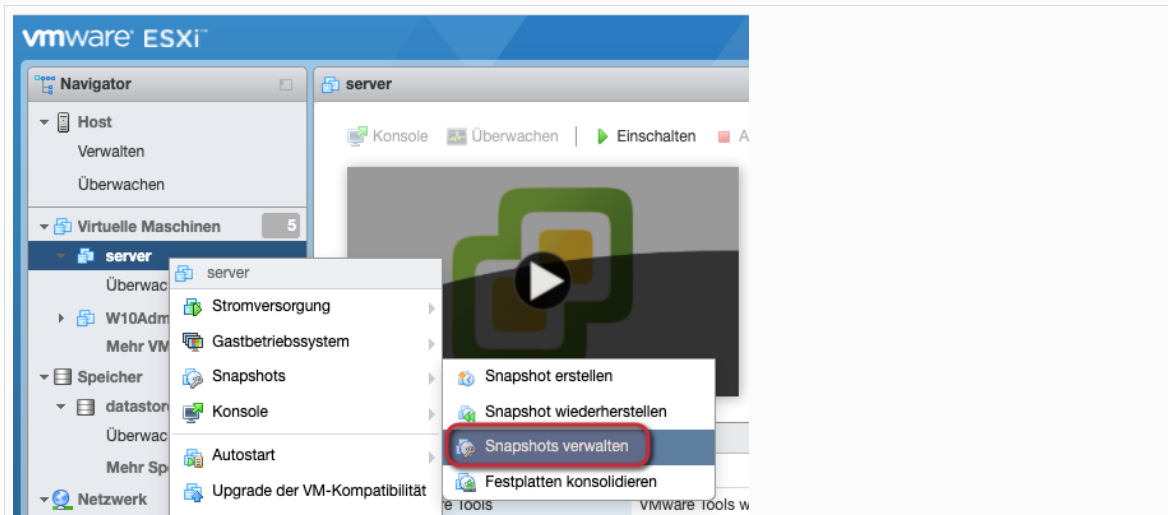 vmware ESXi™
Navigator
server
Host
Konsole Überwachen Einschalten A
Verwalten
Überwachen
Virtuelle Maschinen 5
server
Überwac
W10Adm
Mehr VM
Speicher
datastor
Überwac
Mehr Sp
Netzwerk
server
Stromversorgung
Gastbetriebssystem
Snapshots
Konsole
Autostart
Upgrade der VM-Kompatibilität
Snapshot erstellen
Snapshot wiederherstellen
Snapshots verwalten
Festplatten konsolidieren
re Tools VMware Tools w